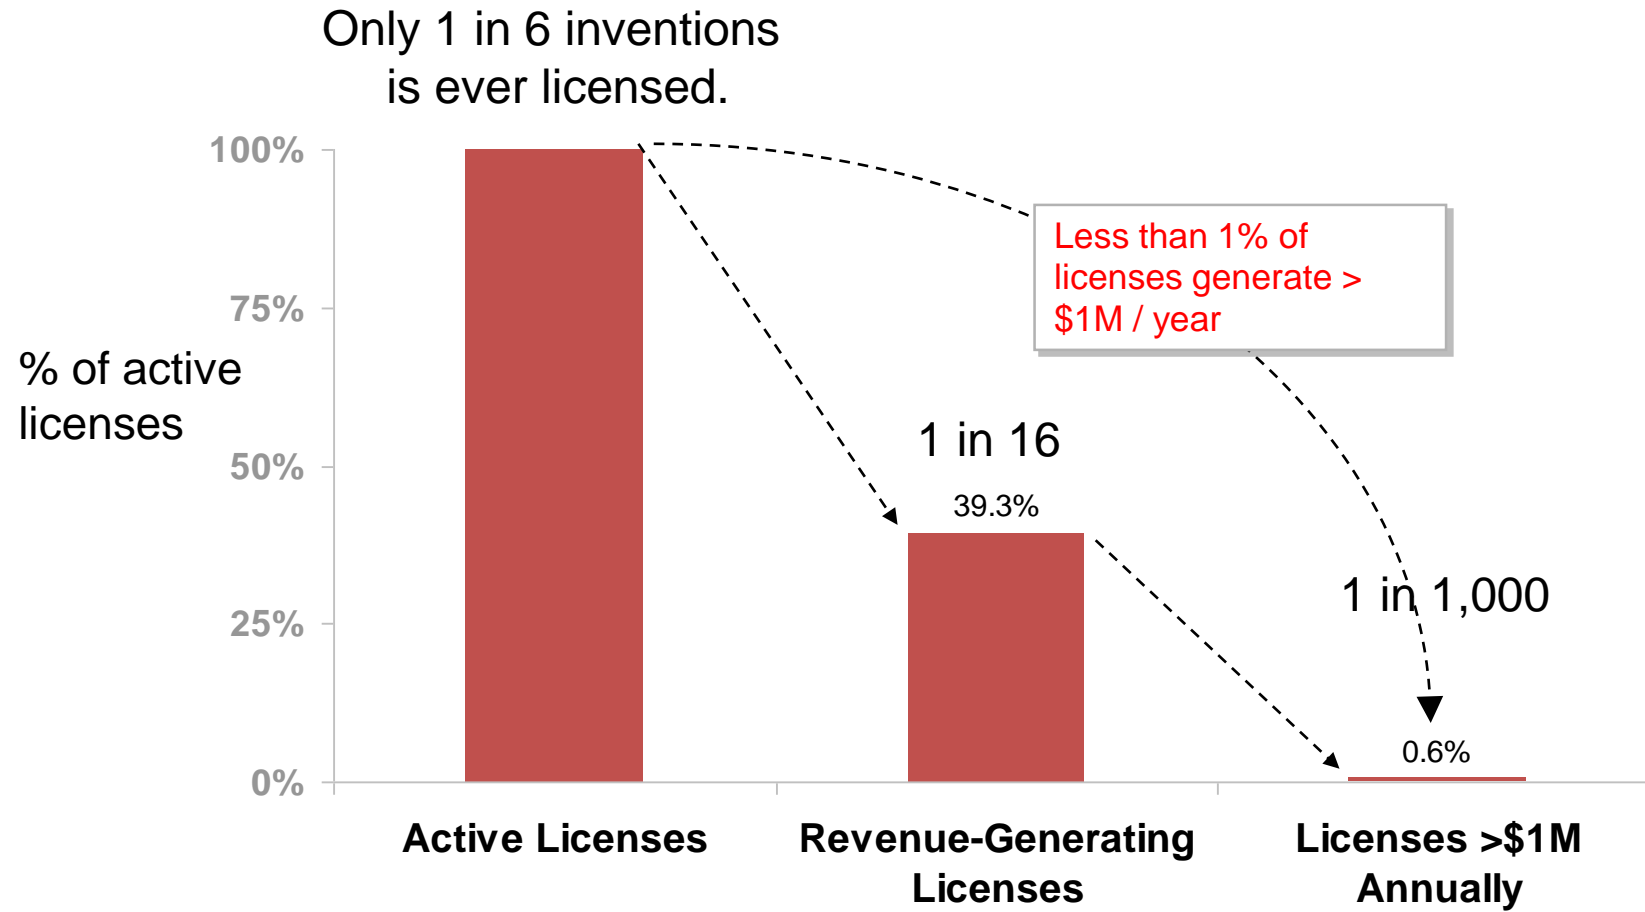 Only 1 in 6 inventions
is ever licensed.
100%
75%
50%
25%
0%
% of active
licenses
Less than 1% of
licenses generate >
$1M / year
1 in 16
39.3%
1 in 1,000
0.6%
Active Licenses
Revenue-Generating
Licenses
Licenses >$1M
Annually